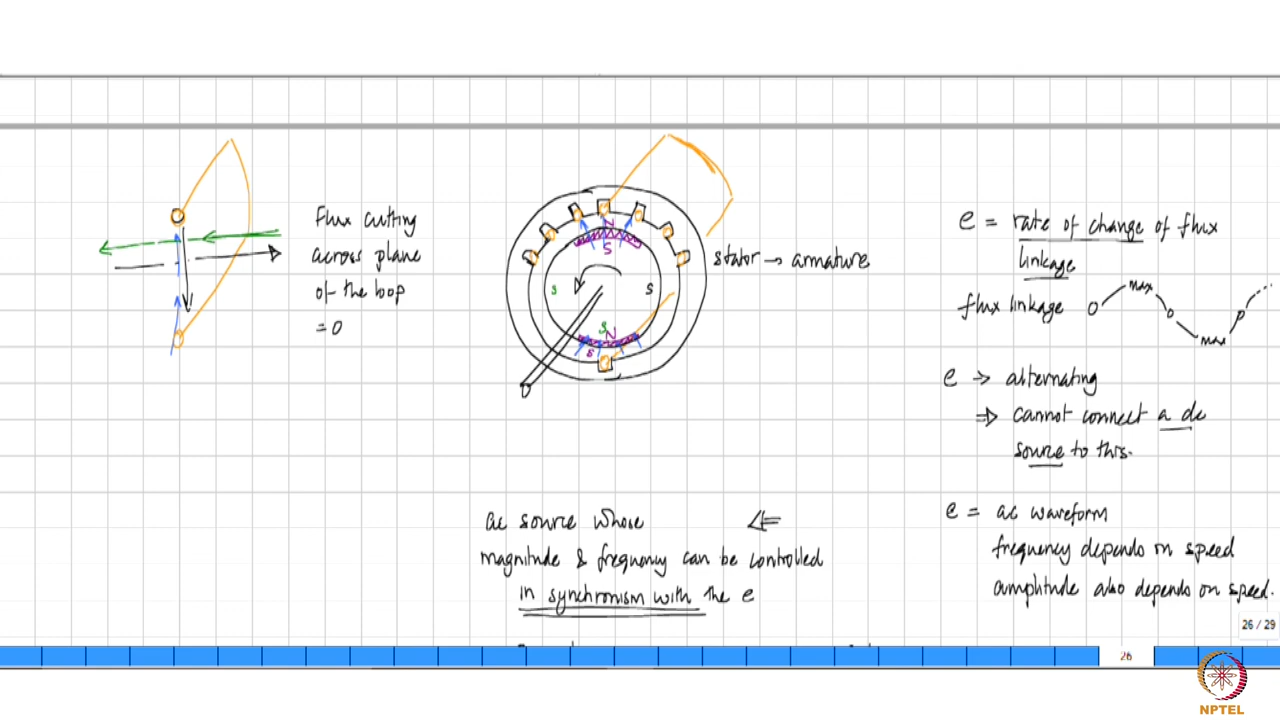 Flux cutting
across plane
of the loop
= 0
N
S
S
S
S
N
S
stator → armature
e = rate of change of flux
linkage
flux linkage 0 max 0 max 0
e → alternating
⇒ cannot connect a dc
source to this.
e = ac waveform
frequency depends on speed
amplitude also depends on speed.
ac source whose ⇐
magnitude & frequency can be controlled
in synchronism with the e
26 / 29
26
NPTEL